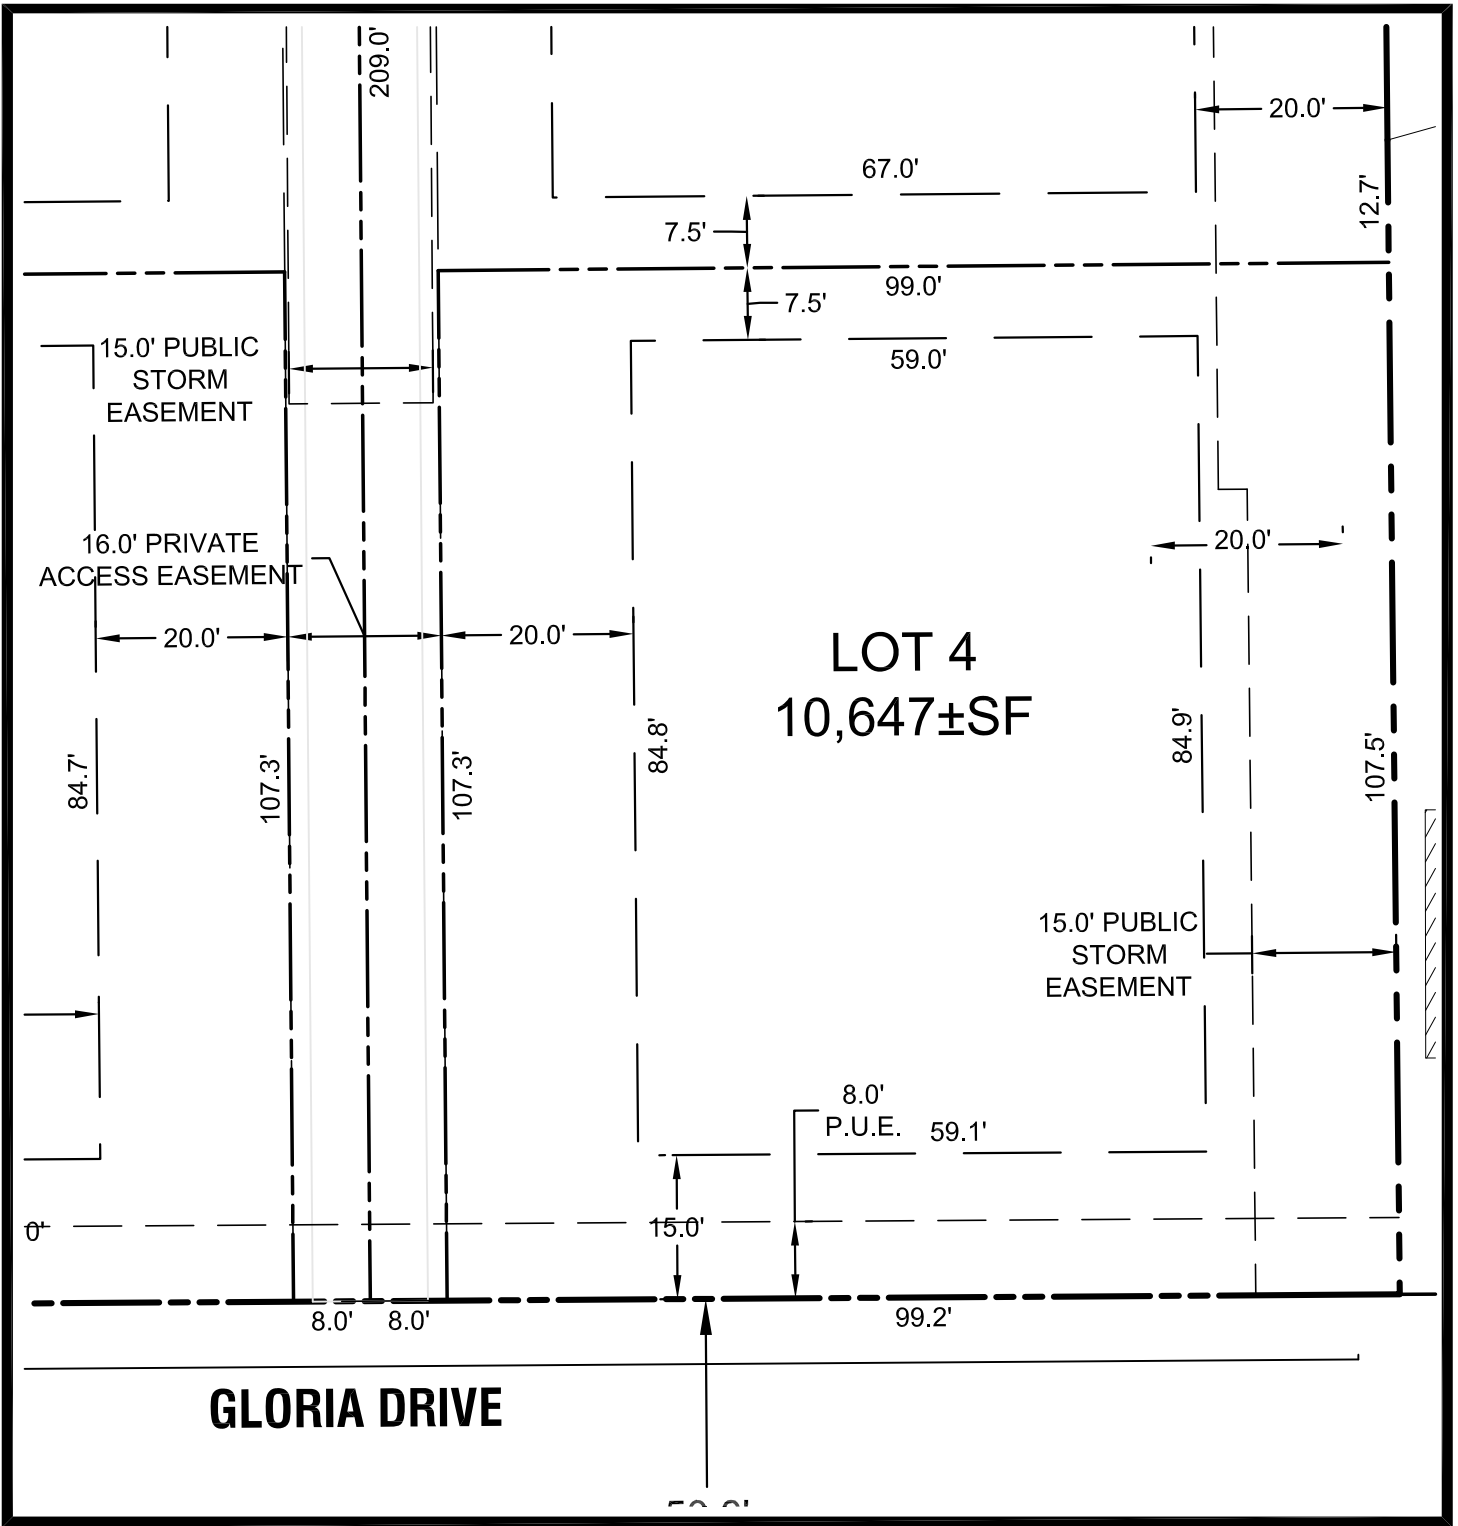 209.0'
20.0'
67.0'
12.7'
7.5'
99.0'
7.5'
15.0' PUBLIC
STORM
EASEMENT
59.0'
16.0' PRIVATE
ACCESS EASEMENT
20.0'
20.0'
20.0'
LOT 4
10,647±SF
84.7'
107.3'
107.3'
84.8'
84.9'
107.5'
15.0' PUBLIC
STORM
EASEMENT
8.0'
P.U.E.
59.1'
0'
15.0'
8.0'
8.0'
99.2'
GLORIA DRIVE